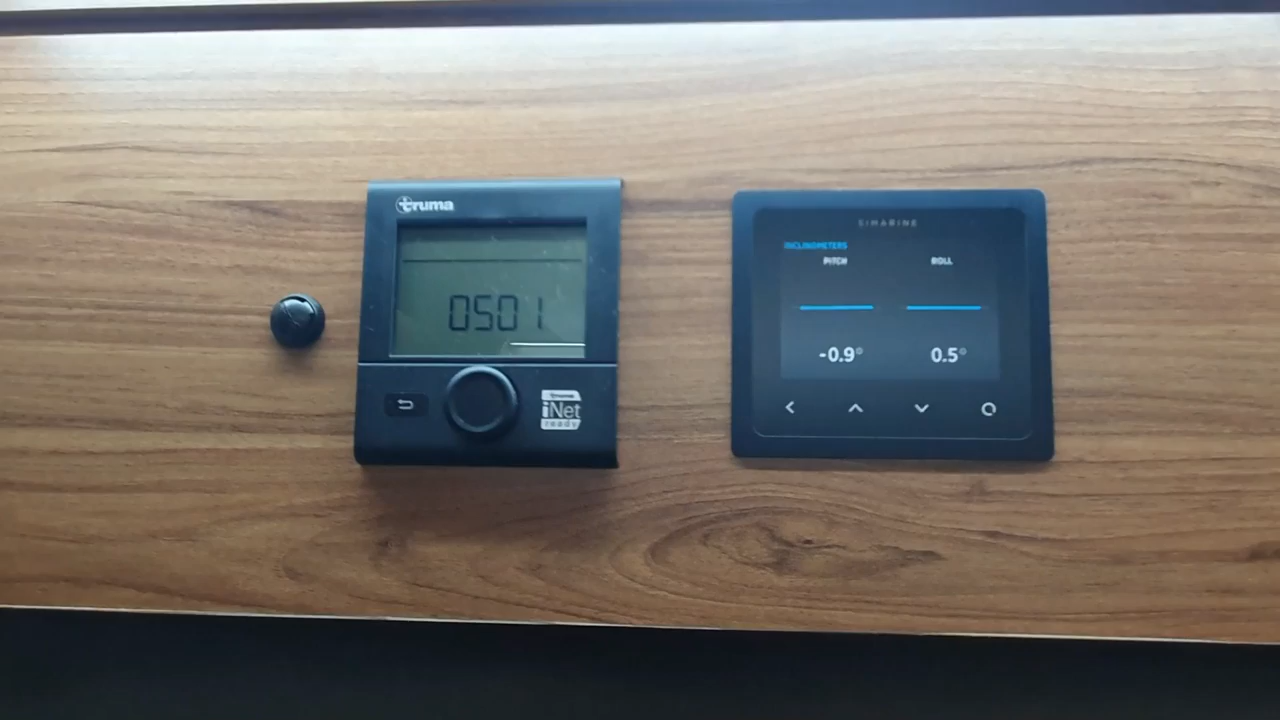 truma
0501
truma
iNet
ready
SIMARINE
INCLINOMETERS
PITCH ROLL
-0.9° 0.5°